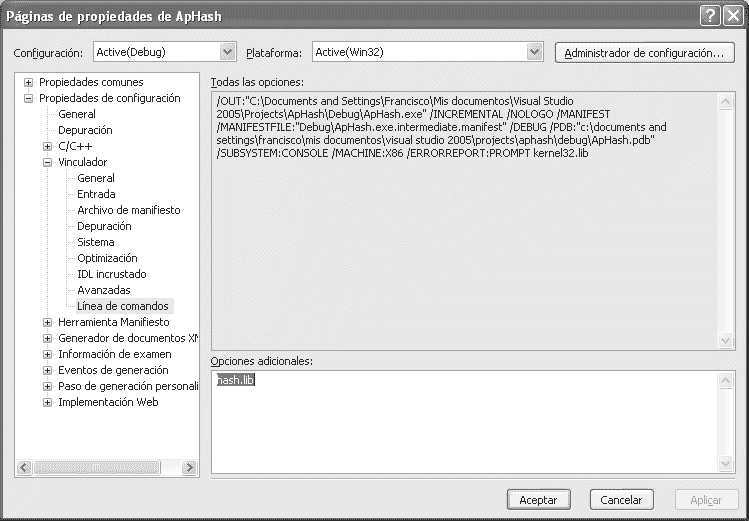 Páginas de propiedades de ApHash
Configuración:
Active(Debug)
Plataforma:
Active(Win32)
Administrador de configuración...
Propiedades comunes
Propiedades de configuración
General
Depuración
C/C++
Vinculador
General
Entrada
Archivo de manifiesto
Depuración
Sistema
Optimización
IDL incrustado
Avanzadas
Línea de comandos
Herramienta Manifiesto
Generador de documentos XM
Información de examen
Eventos de generación
Paso de generación personali
Implementación Web
Todas las opciones:
/OUT:"C:\Documents and Settings\Francisco\Mis documentos\Visual Studio
2005\Projects\ApHash\Debug\ApHash.exe" /INCREMENTAL /NOLOGO /MANIFEST
/MANIFESTFILE:"Debug\ApHash.exe.intermediate.manifest" /DEBUG /PDB:"c:\documents and
settings\francisco\mis documentos\visual studio 2005\projects\aphash\debug\ApHash.pdb"
/SUBSYSTEM:CONSOLE /MACHINE:X86 /ERRORREPORT:PROMPT kernel32.lib
Opciones adicionales:
hash.lib
Aceptar
Cancelar
Aplicar